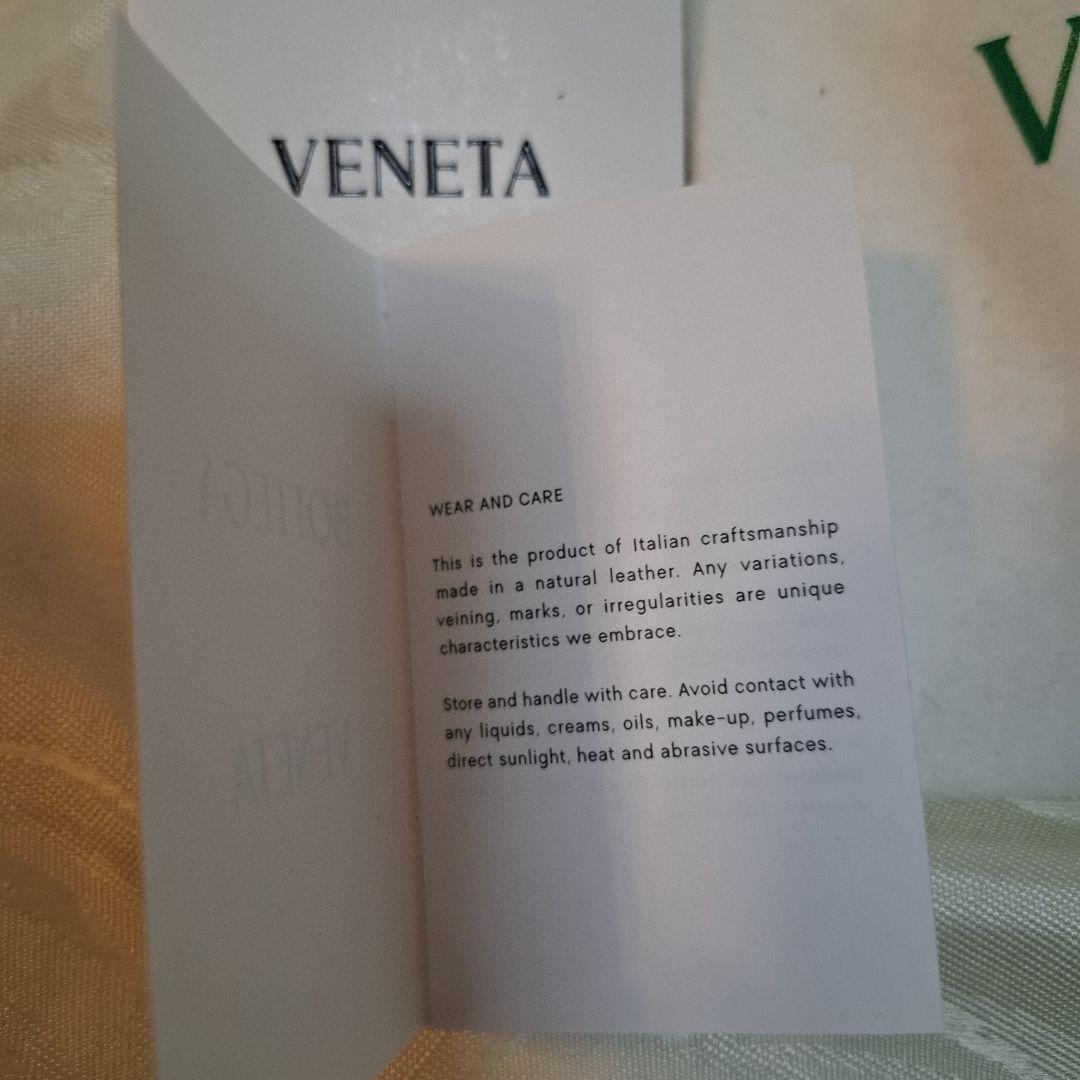 VENETA
V
BOTTEGA
VENETA
WEAR AND CARE
This is the product of Italian craftsmanship
made in a natural leather. Any variations,
veining, marks, or irregularities are unique
characteristics we embrace.
Store and handle with care. Avoid contact with
any liquids, creams, oils, make-up, perfumes,
direct sunlight, heat and abrasive surfaces.